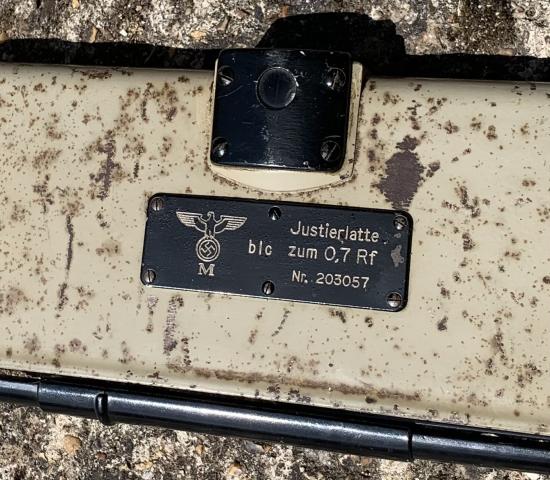 Justierlatte
blc zum 0,7 Rf
Nr. 203057
M